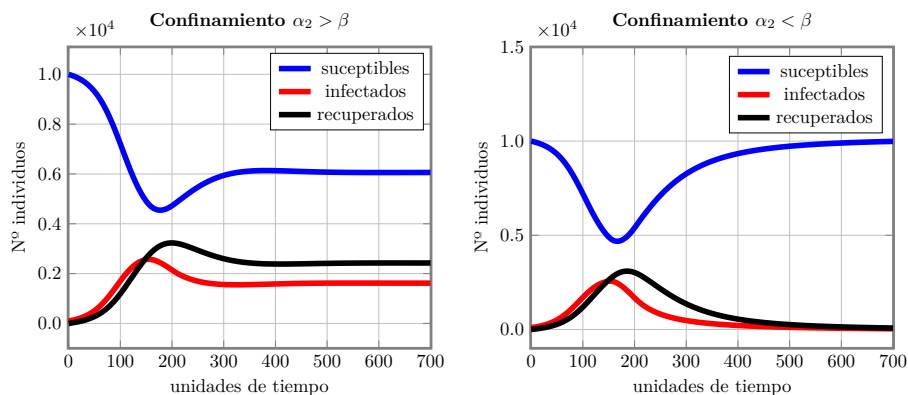 Confinamiento α₂ > β
×10⁴
1.0
0.8
0.6
0.4
0.2
0.0
Nº individuos
suceptibles
infectados
recuperados
0 100 200 300 400 500 600 700
unidades de tiempo
Confinamiento α₂ < β
×10⁴
1.5
1.0
0.5
0.0
Nº individuos
suceptibles
infectados
recuperados
0 100 200 300 400 500 600 700
unidades de tiempo